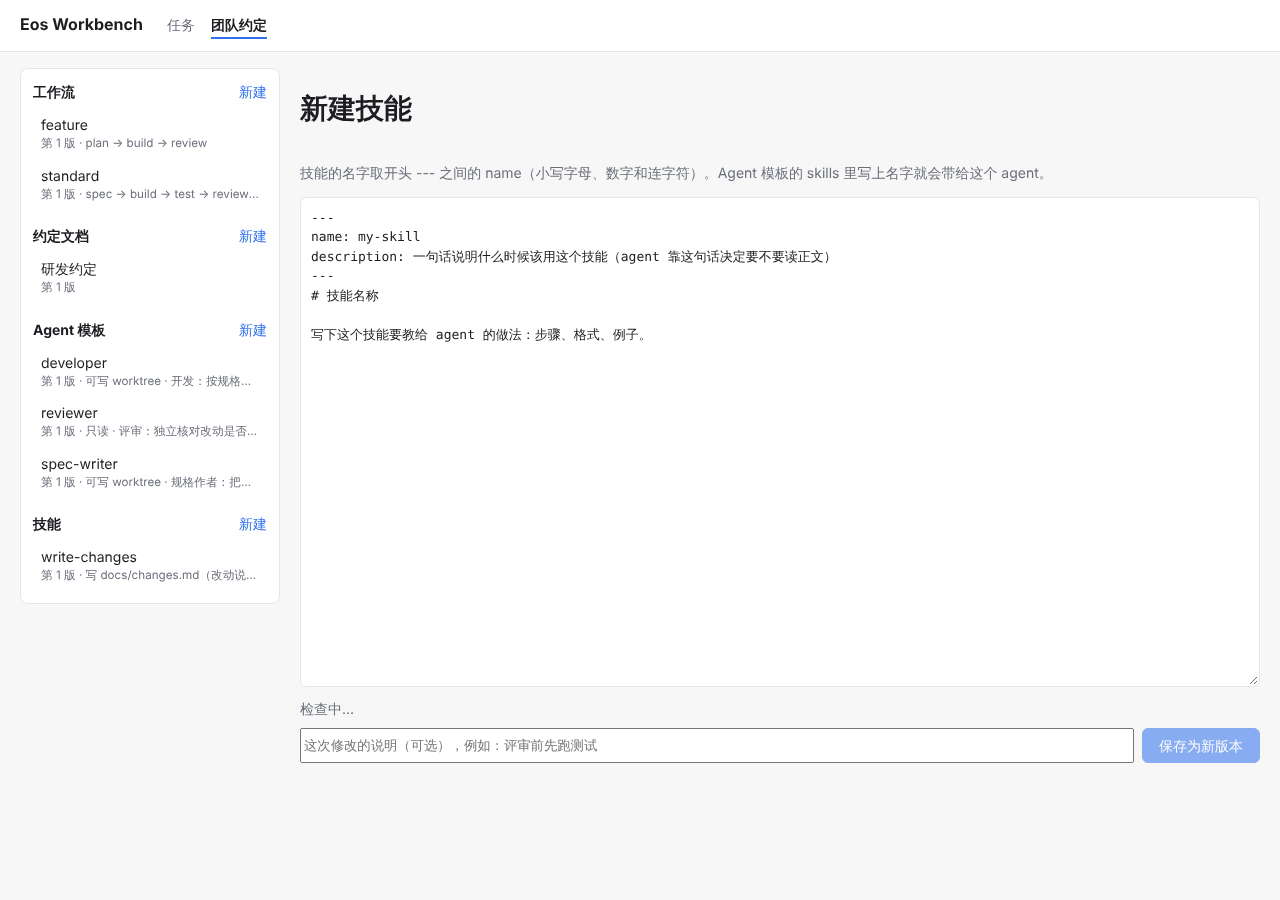 Eos Workbench 任务 团队约定
工作流 新建
feature
第 1 版 · plan → build → review
standard
第 1 版 · spec → build → test → review…
约定文档 新建
研发约定
第 1 版
Agent 模板 新建
developer
第 1 版 · 可写 worktree · 开发：按规格…
reviewer
第 1 版 · 只读 · 评审：独立核对改动是否…
spec-writer
第 1 版 · 可写 worktree · 规格作者：把…
技能 新建
write-changes
第 1 版 · 写 docs/changes.md（改动说…
新建技能
技能的名字取开头 --- 之间的 name（小写字母、数字和连字符）。Agent 模板的 skills 里写上名字就会带给这个 agent。
---
name: my-skill
description: 一句话说明什么时候该用这个技能（agent 靠这句话决定要不要读正文）
---
# 技能名称
写下这个技能要教给 agent 的做法：步骤、格式、例子。
检查中…
这次修改的说明（可选），例如：评审前先跑测试 保存为新版本